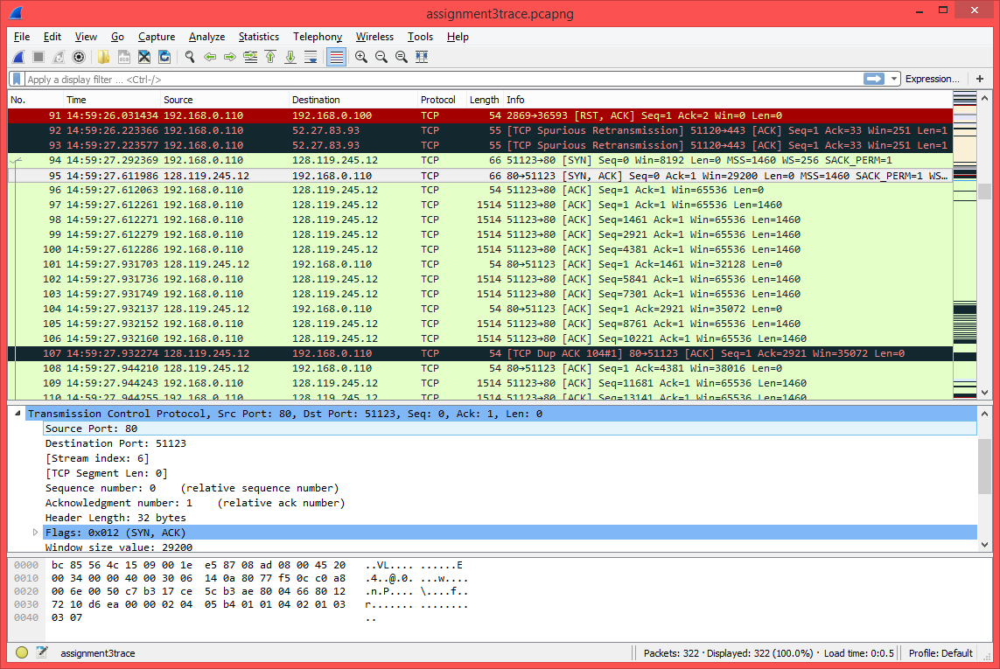 assignment3trace.pcapng
File Edit View Go Capture Analyze Statistics Telephony Wireless Tools Help
Apply a display filter ... <Ctrl-/> Expression... +
No. Time Source Destination Protocol Length Info
91 14:59:26.031434 192.168.0.110 192.168.0.100 TCP 54 2869→36593 [RST, ACK] Seq=1 Ack=2 Win=0 Len=0
92 14:59:26.223366 192.168.0.110 52.27.83.93 TCP 55 [TCP Spurious Retransmission] 51120→443 [ACK] Seq=1 Ack=33 Win=251 Len=1
93 14:59:27.223577 192.168.0.110 52.27.83.93 TCP 55 [TCP Spurious Retransmission] 51120→443 [ACK] Seq=1 Ack=33 Win=251 Len=1
94 14:59:27.292369 192.168.0.110 128.119.245.12 TCP 66 51123→80 [SYN] Seq=0 Win=8192 Len=0 MSS=1460 WS=256 SACK_PERM=1
95 14:59:27.611986 128.119.245.12 192.168.0.110 TCP 66 80→51123 [SYN, ACK] Seq=0 Ack=1 Win=29200 Len=0 MSS=1460 SACK_PERM=1 WS…
96 14:59:27.612063 192.168.0.110 128.119.245.12 TCP 54 51123→80 [ACK] Seq=1 Ack=1 Win=65536 Len=0
97 14:59:27.612261 192.168.0.110 128.119.245.12 TCP 1514 51123→80 [ACK] Seq=1 Ack=1 Win=65536 Len=1460
98 14:59:27.612271 192.168.0.110 128.119.245.12 TCP 1514 51123→80 [ACK] Seq=1461 Ack=1 Win=65536 Len=1460
99 14:59:27.612279 192.168.0.110 128.119.245.12 TCP 1514 51123→80 [ACK] Seq=2921 Ack=1 Win=65536 Len=1460
100 14:59:27.612286 192.168.0.110 128.119.245.12 TCP 1514 51123→80 [ACK] Seq=4381 Ack=1 Win=65536 Len=1460
101 14:59:27.931703 128.119.245.12 192.168.0.110 TCP 54 80→51123 [ACK] Seq=1 Ack=1461 Win=32128 Len=0
102 14:59:27.931736 192.168.0.110 128.119.245.12 TCP 1514 51123→80 [ACK] Seq=5841 Ack=1 Win=65536 Len=1460
103 14:59:27.931749 192.168.0.110 128.119.245.12 TCP 1514 51123→80 [ACK] Seq=7301 Ack=1 Win=65536 Len=1460
104 14:59:27.932137 128.119.245.12 192.168.0.110 TCP 54 80→51123 [ACK] Seq=1 Ack=2921 Win=35072 Len=0
105 14:59:27.932152 192.168.0.110 128.119.245.12 TCP 1514 51123→80 [ACK] Seq=8761 Ack=1 Win=65536 Len=1460
106 14:59:27.932160 192.168.0.110 128.119.245.12 TCP 1514 51123→80 [ACK] Seq=10221 Ack=1 Win=65536 Len=1460
107 14:59:27.932274 128.119.245.12 192.168.0.110 TCP 54 [TCP Dup ACK 104#1] 80→51123 [ACK] Seq=1 Ack=2921 Win=35072 Len=0
108 14:59:27.944210 128.119.245.12 192.168.0.110 TCP 54 80→51123 [ACK] Seq=1 Ack=4381 Win=38016 Len=0
109 14:59:27.944243 192.168.0.110 128.119.245.12 TCP 1514 51123→80 [ACK] Seq=11681 Ack=1 Win=65536 Len=1460
110 14:59:27.944255 192.168.0.110 128.119.245.12 TCP 1514 51123→80 [ACK] Seq=13141 Ack=1 Win=65536 Len=1460
Transmission Control Protocol, Src Port: 80, Dst Port: 51123, Seq: 0, Ack: 1, Len: 0
Source Port: 80
Destination Port: 51123
[Stream index: 6]
[TCP Segment Len: 0]
Sequence number: 0 (relative sequence number)
Acknowledgment number: 1 (relative ack number)
Header Length: 32 bytes
Flags: 0x012 (SYN, ACK)
Window size value: 29200
0000 bc 85 56 4c 15 09 00 1e e5 87 08 ad 08 00 45 20 ..VL.... ......E
0010 00 34 00 00 40 00 30 06 14 0a 80 77 f5 0c c0 a8 .4..@.0. ...w....
0020 00 6e 00 50 c7 b3 17 ce 5c b3 ae 80 04 66 80 12 .n.P.... \....f..
0030 72 10 d6 ea 00 00 02 04 05 b4 01 01 04 02 01 03 r....... ........
0040 03 07 ..
assignment3trace Packets: 322 · Displayed: 322 (100.0%) · Load time: 0:0.5 Profile: Default